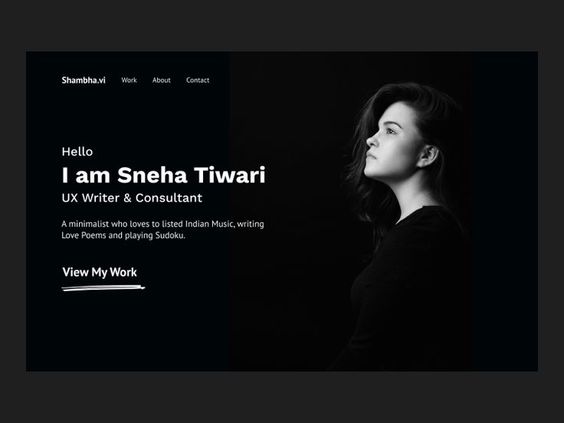 Shambha.vi Work About Contact
Hello
I am Sneha Tiwari
UX Writer & Consultant
A minimalist who loves to listed Indian Music, writing
Love Poems and playing Sudoku.
View My Work